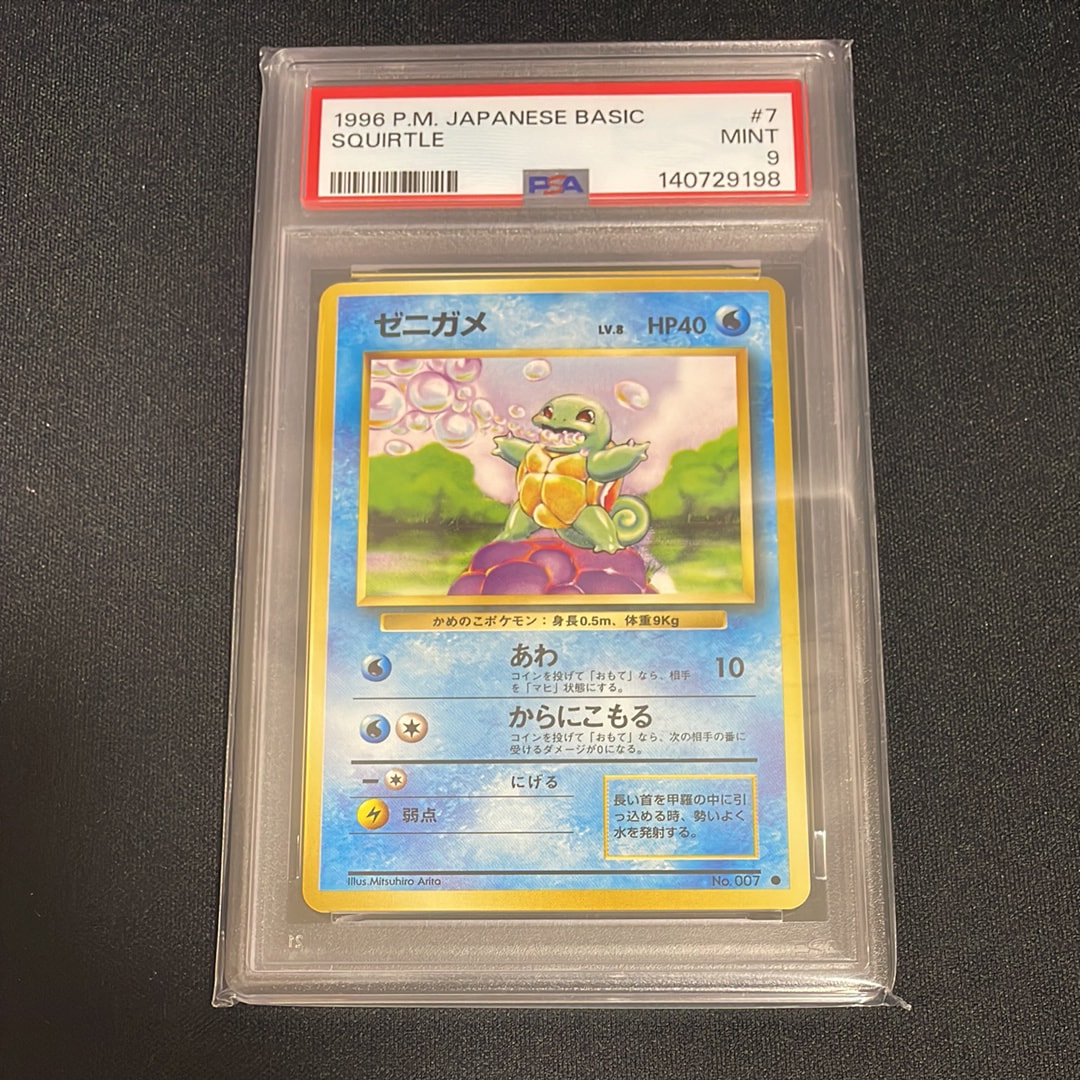 1996 P.M. JAPANESE BASIC #7
SQUIRTLE MINT
9
PSA 140729198
ゼニガメ LV.8 HP40
かめのこポケモン：身長0.5m、体重9Kg
あわ 10
コインを投げて「おもて」なら、相手
を「マヒ」状態にする。
からにこもる
コインを投げて「おもて」なら、次の相手の番に
受けるダメージが0になる。
にげる
弱点
長い首を甲羅の中に引
っ込める時、勢いよく
水を発射する。
Illus.Mitsuhiro Arita No.007